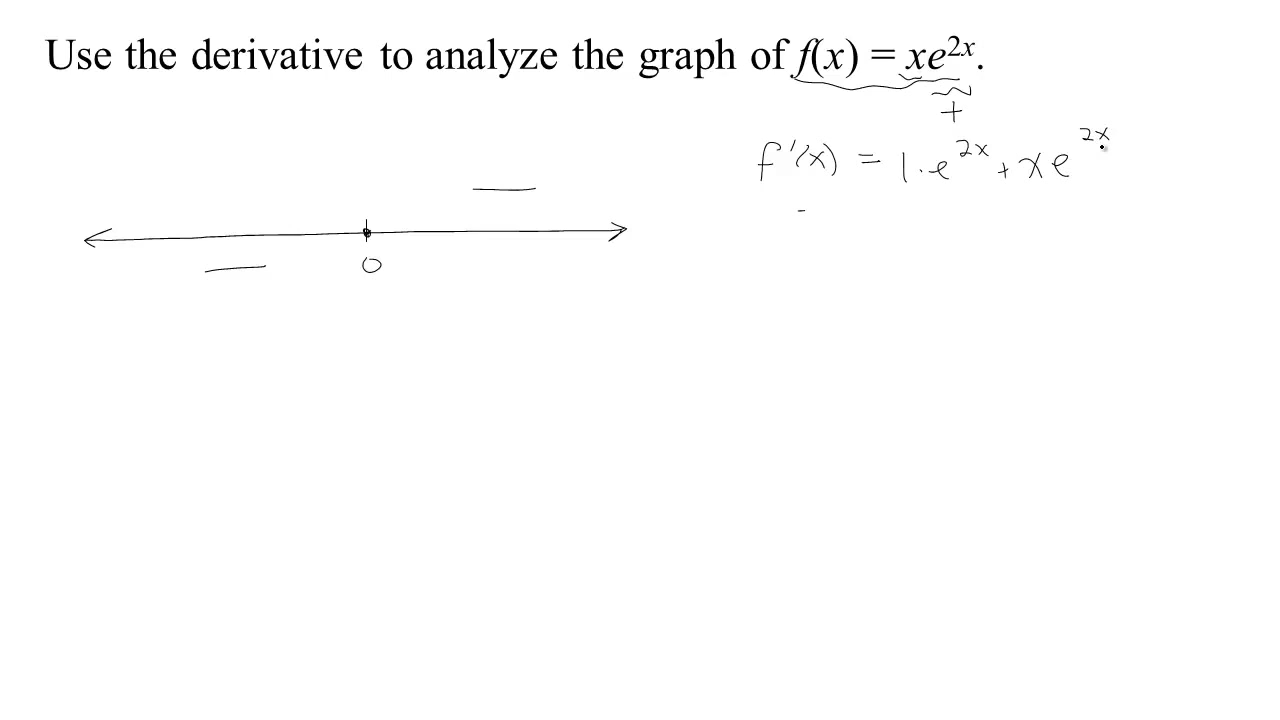 Use the derivative to analyze the graph of f(x) = xe^{2x}.
+
f'(x) = 1·e^{2x} + xe^{2x}
-
0